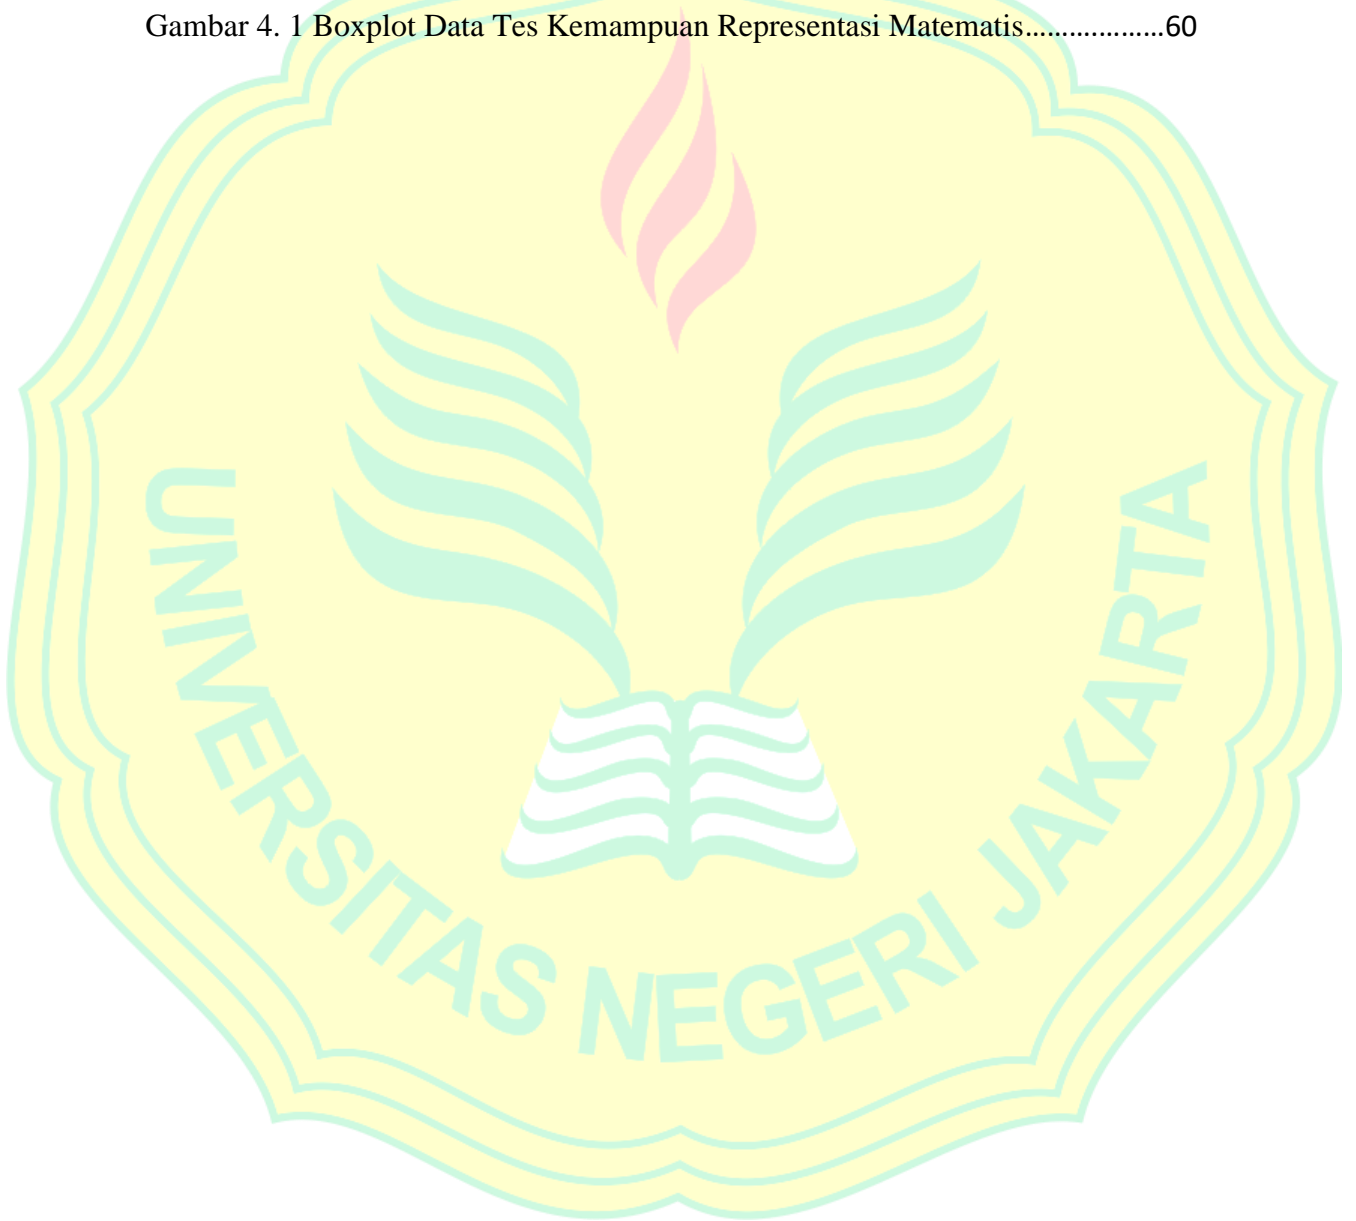 Gambar 4. 1 Boxplot Data Tes Kemampuan Representasi Matematis...................60
UNIVERSITAS NEGERI JAKARTA